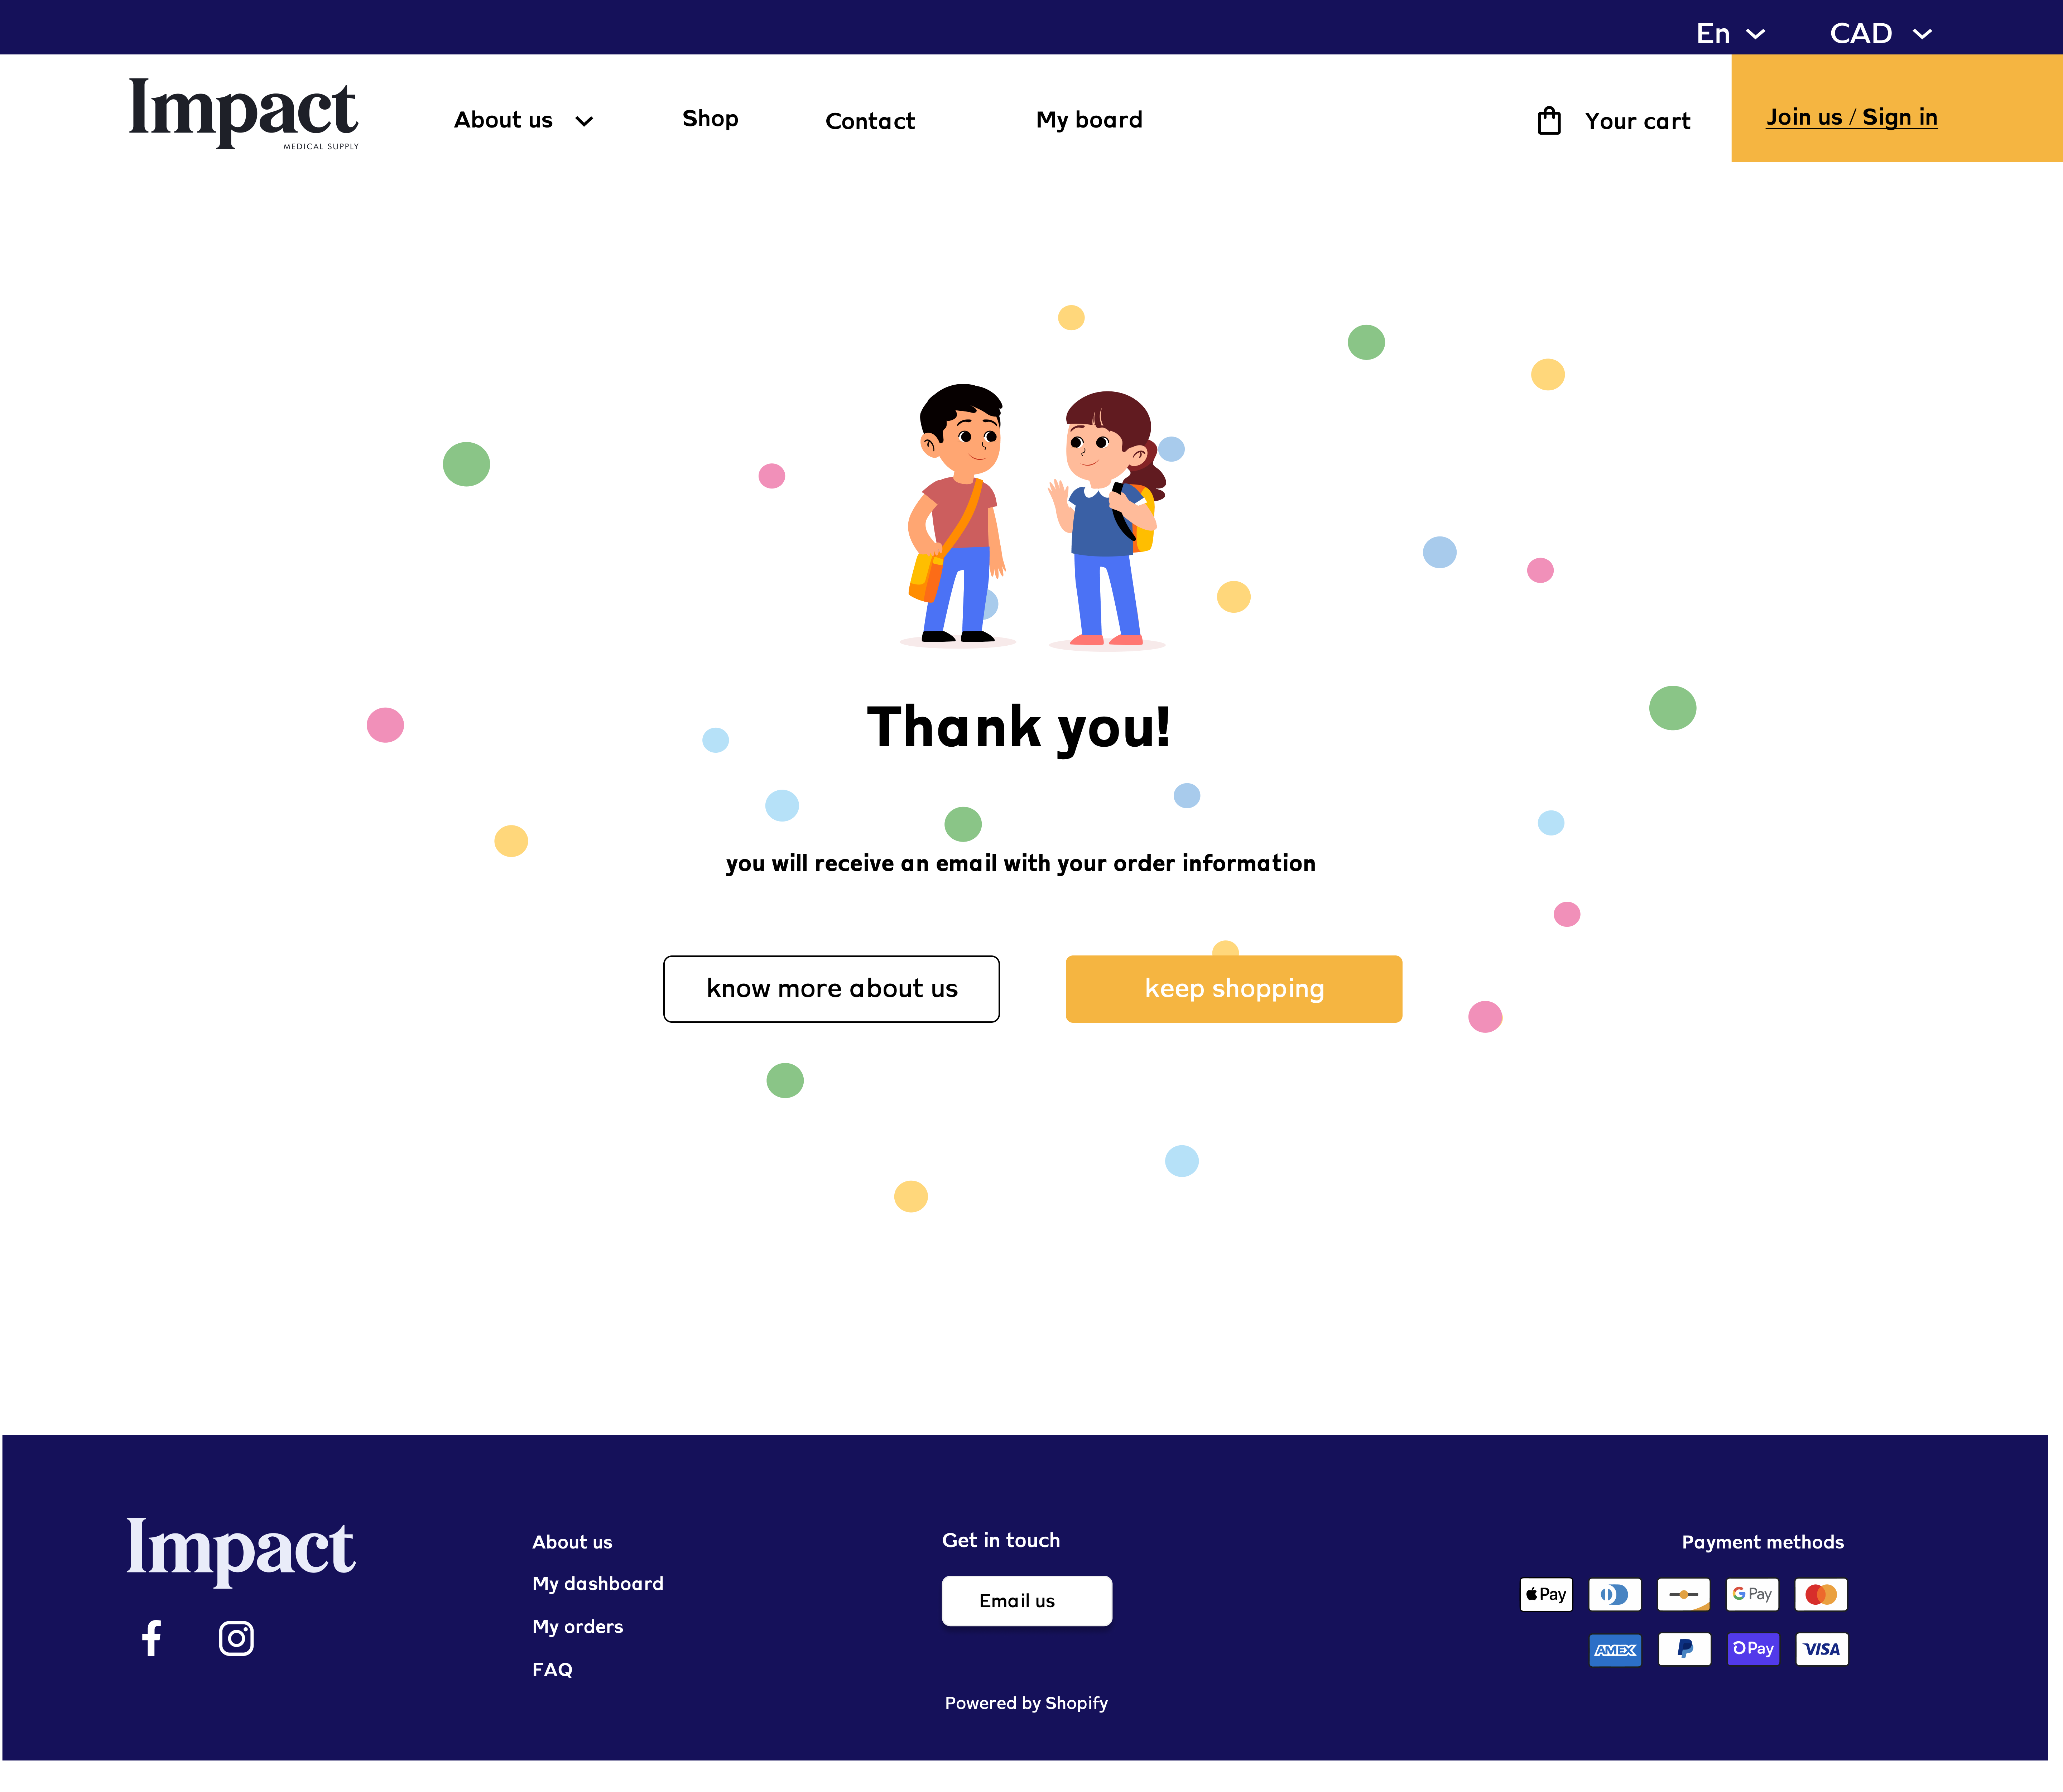 En CAD
Impact
MEDICAL SUPPLY
About us Shop Contact My board Your cart Join us / Sign in
Thank you!
you will receive an email with your order information
know more about us keep shopping
Impact
About us
My dashboard
My orders
FAQ
Get in touch
Email us
Powered by Shopify
Payment methods
Pay G Pay
AMEX Pay VISA